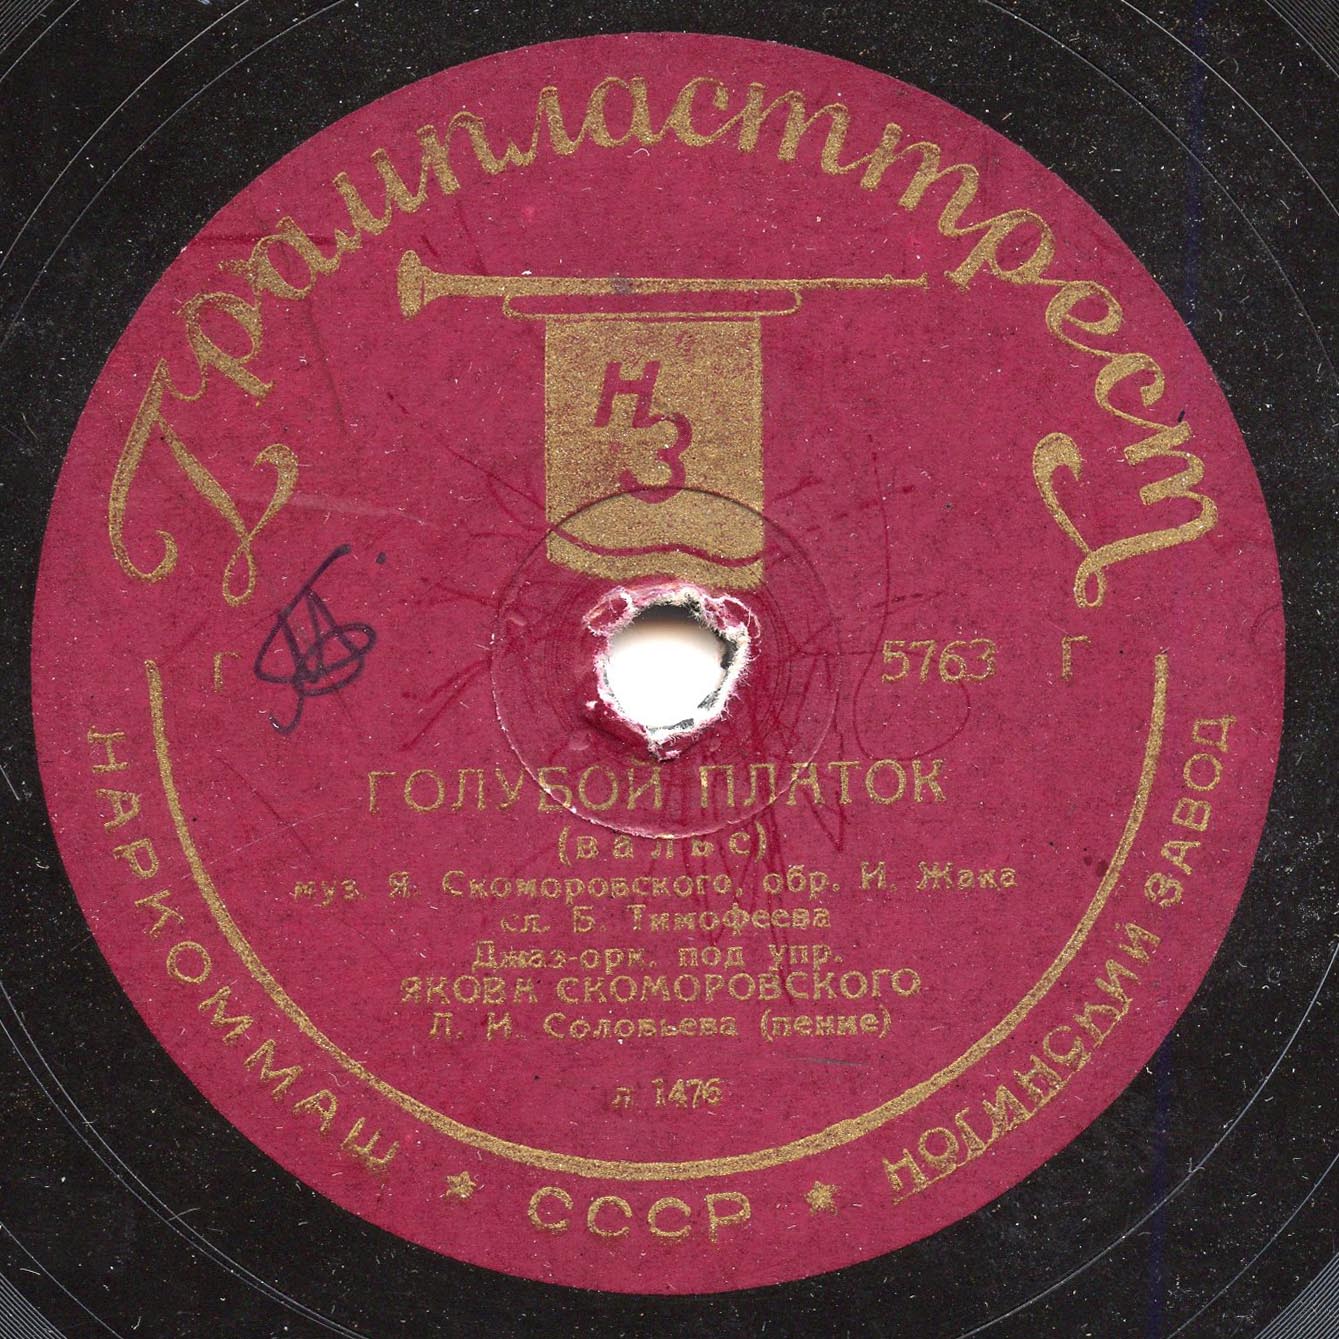 Грампласттрест
НЗ
Г 5763 Г
ГОЛУБОЙ ПЛАТОК
(вальс)
муз. Я. Скоморовского, обр. И. Жака
сл. Б. Тимофеева
Джаз-орк. под упр.
ЯКОВА СКОМОРОВСКОГО
Л. И. Соловьева (пение)
л 1476
НАРКОММАШ ★ СССР ★ НОГИНСКИЙ ЗАВОД